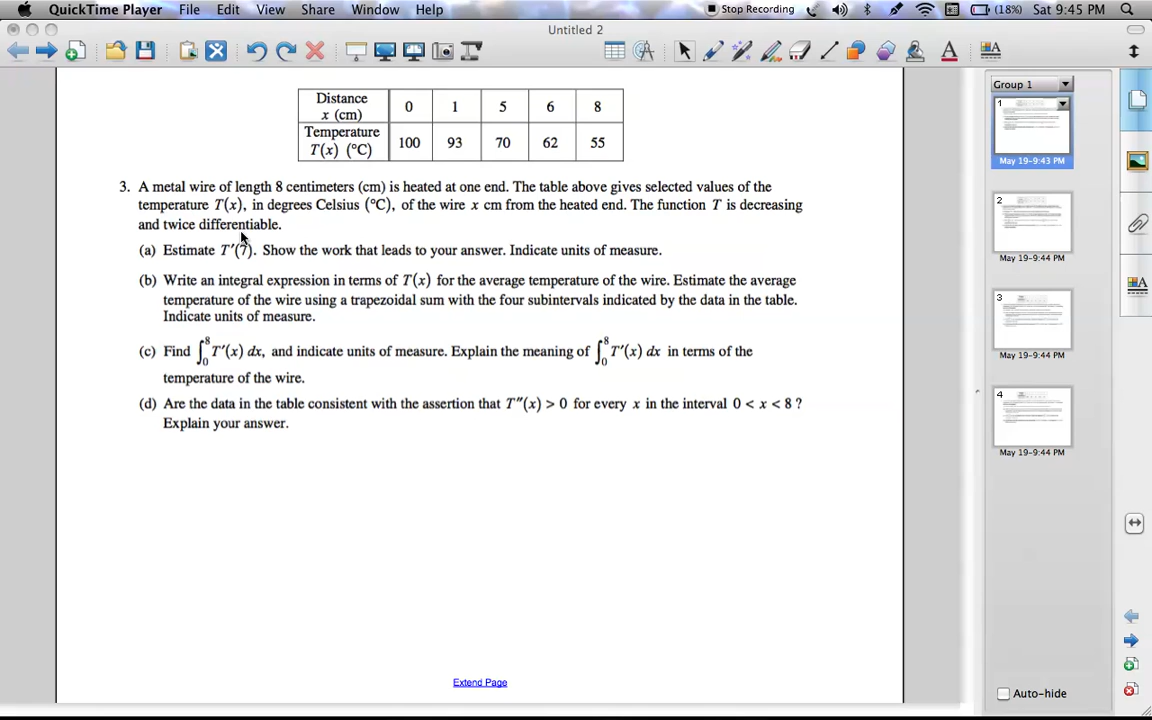 QuickTime Player File Edit View Share Window Help Stop Recording (18%) Sat 9:45 PM
Untitled 2
Group 1
Distance x (cm) 0 1 5 6 8
Temperature T(x) (°C) 100 93 70 62 55
3. A metal wire of length 8 centimeters (cm) is heated at one end. The table above gives selected values of the
temperature T(x), in degrees Celsius (°C), of the wire x cm from the heated end. The function T is decreasing
and twice differentiable.
(a) Estimate T′(7). Show the work that leads to your answer. Indicate units of measure.
(b) Write an integral expression in terms of T(x) for the average temperature of the wire. Estimate the average
temperature of the wire using a trapezoidal sum with the four subintervals indicated by the data in the table.
Indicate units of measure.
(c) Find ∫₀⁸ T′(x) dx, and indicate units of measure. Explain the meaning of ∫₀⁸ T′(x) dx in terms of the
temperature of the wire.
(d) Are the data in the table consistent with the assertion that T″(x) > 0 for every x in the interval 0 < x < 8 ?
Explain your answer.
Extend Page
1
May 19–9:43 PM
2
May 19–9:44 PM
3
May 19–9:44 PM
4
May 19–9:44 PM
Auto-hide